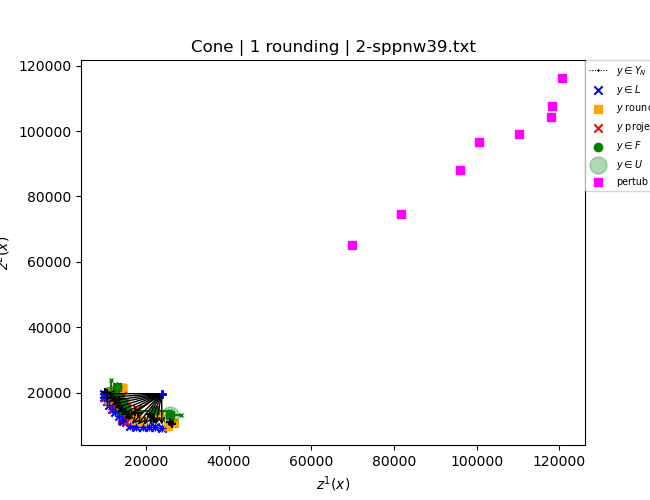 Cone | 1 rounding | 2-sppnw39.txt
120000
100000
80000
60000
40000
20000
20000 40000 60000 80000 100000 120000
z¹(x)
y ∈ Y_N
y ∈ L
y roun
y proje
y ∈ F
y ∈ U
pertub